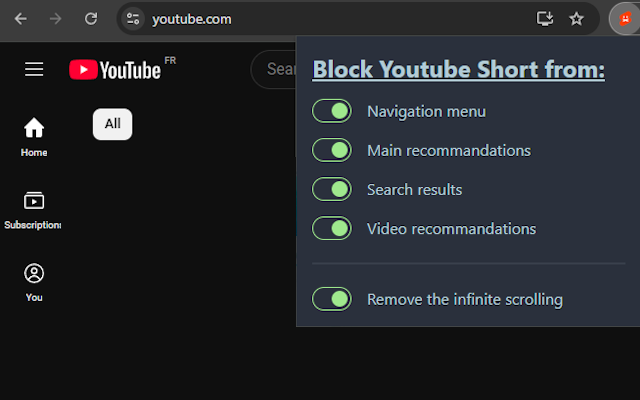 youtube.com
YouTube FR
Sear
Block Youtube Short from:
All
Navigation menu
Home
Main recommandations
Search results
Subscriptions
Video recommandations
You
Remove the infinite scrolling